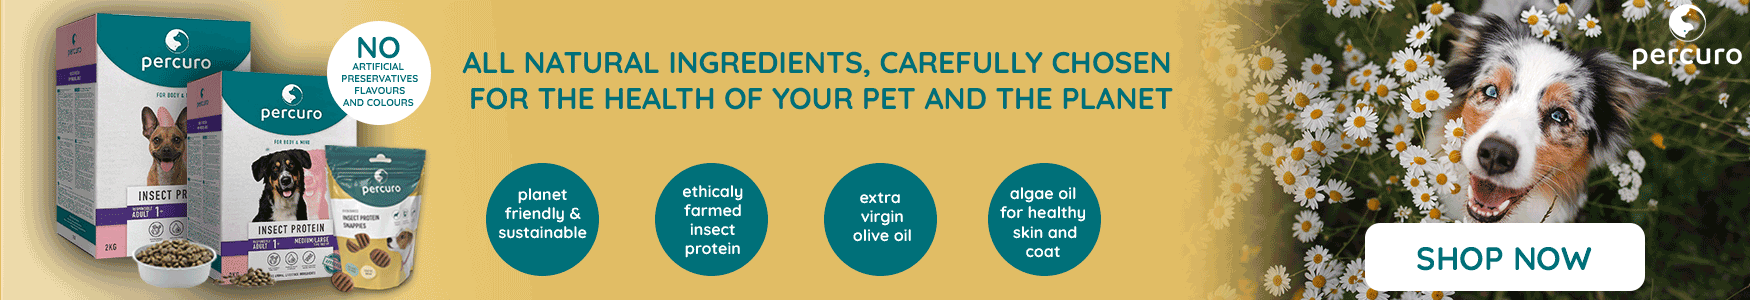 percuro
FOR BODY &
INSECT PR
ADULT 1+
2KG
percuro
FOR BODY & MIND
INSECT PROTEIN
ADULT 1+ MEDIUM/LARGE
percuro
INSECT PROTEIN
SNAPPIES
NO
ARTIFICIAL
PRESERVATIVES
FLAVOURS
AND COLOURS
ALL NATURAL INGREDIENTS, CAREFULLY CHOSEN
FOR THE HEALTH OF YOUR PET AND THE PLANET
planet
friendly &
sustainable
ethicaly
farmed
insect
protein
extra
virgin
olive oil
algae oil
for healthy
skin and
coat
percuro
SHOP NOW